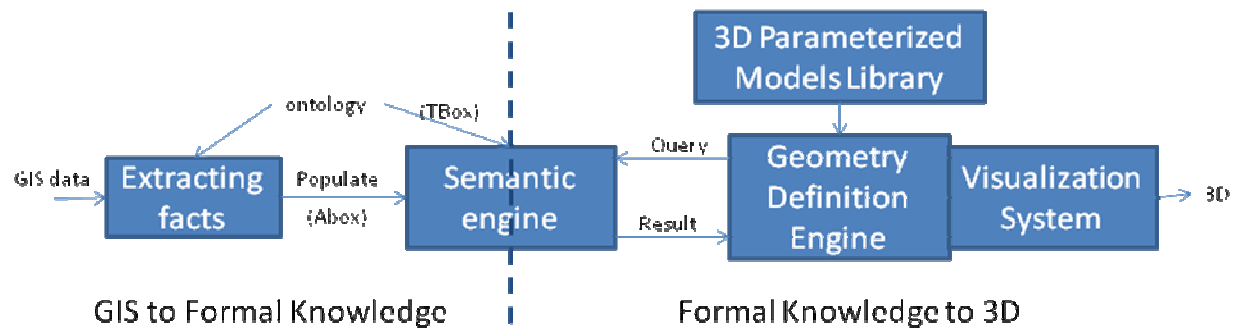 3D Parameterized
Models Library
ontology
(TBox)
GIS data
Extracting
facts
Populate
(Abox)
Semantic
engine
Query
Result
Geometry
Definition
Engine
Visualization
System
3D
GIS to Formal Knowledge
Formal Knowledge to 3D